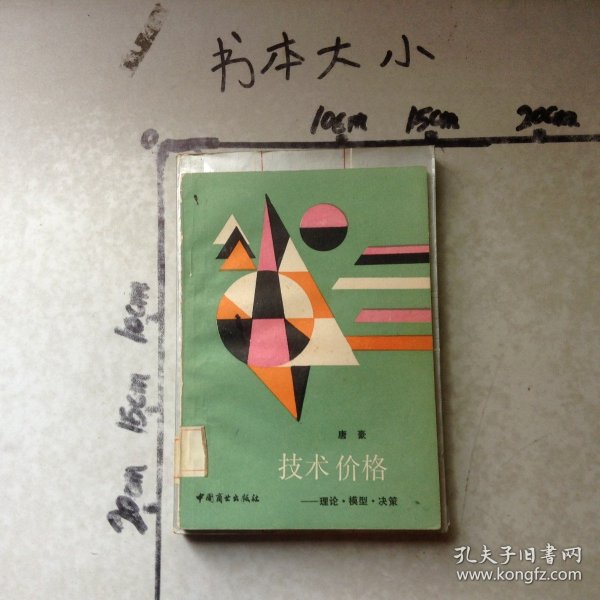 书本大小
10cm 15cm 20cm
0
10cm
15cm
20cm
唐豪
技术价格
——理论·模型·决策
中国商业出版社
孔夫子旧书网
www.kongfz.com